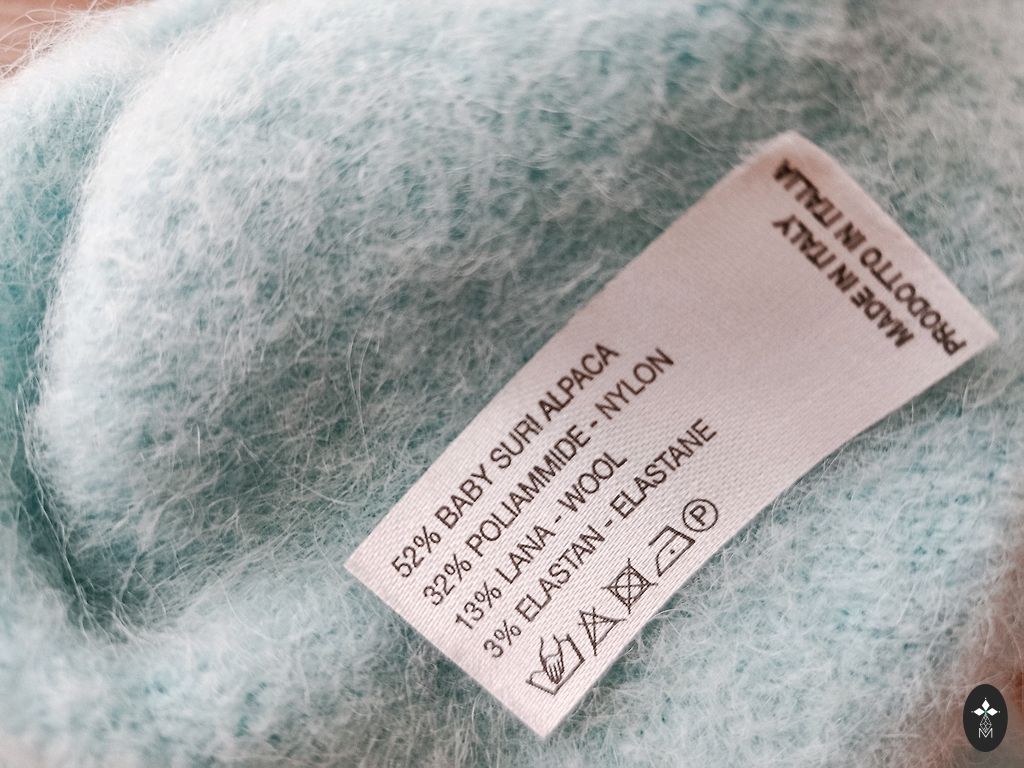 52% BABY SURI ALPACA
32% POLIAMMIDE - NYLON
13% LANA - WOOL
3% ELASTAN - ELASTANE
P
MADE IN ITALY
PRODOTTO IN ITALIA
M